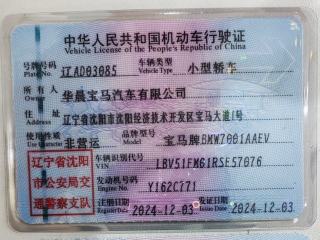 中华人民共和国机动车行驶证
Vehicle License of the People's Republic of China
号牌号码 辽AD03085 车辆类型 小型轿车
Plate No. Vehicle Type
所有人 华晨宝马汽车有限公司
Owner
住址 辽宁省沈阳市沈阳经济技术开发区宝马大道1号
Address
使用性质 非营运 品牌型号 宝马牌BMW7001AAEV
Use Character Model
辽宁省沈阳
市公安局交
通警察支队
车辆识别代号 LBV51FMG1RSE57076
VIN
发动机号码 Y162C771
Engine No.
注册日期 2024-12-03 发证日期 2024-12-03
Register Date Issue Date